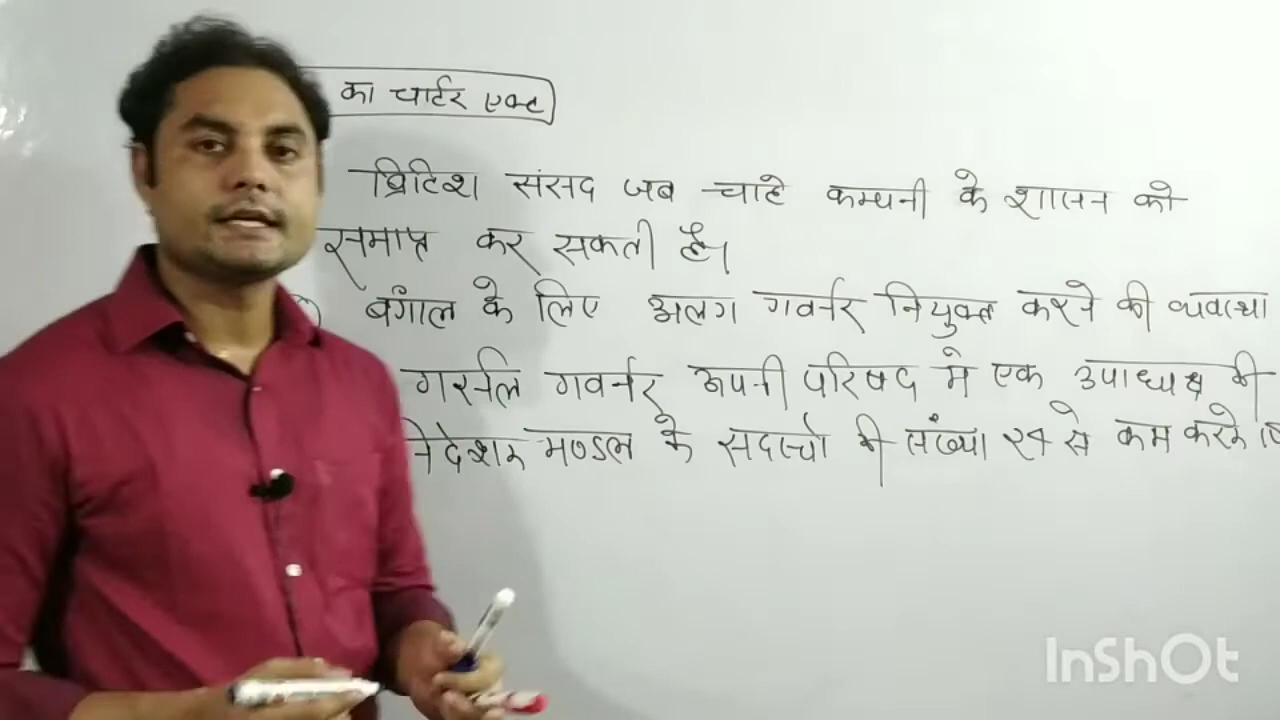 का चार्टर एक्ट
ब्रिटिश संसद जब चाहे कम्पनी के शासन को
समाप्त कर सकती है।
बंगाल के लिए अलग गवर्नर नियुक्त करने की व्यवस्था
गवर्नर अपनी परिषद मे एक उपाध्यक्ष की
निदेशक मण्डल के सदस्यो की संख्या २४ से कम करके
InShOt